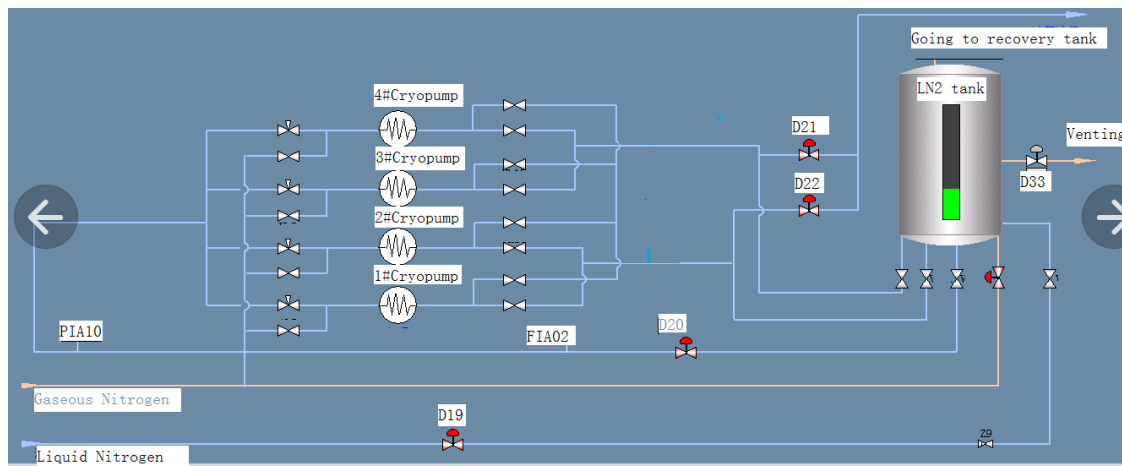 Going to recovery tank
4#Cryopump
LN2 tank
D21
Venting
3#Cryopump
D22
D33
2#Cryopump
1#Cryopump
PIA10
FIA02
D20
Gaseous Nitrogen
D19
Z9
Liquid Nitrogen